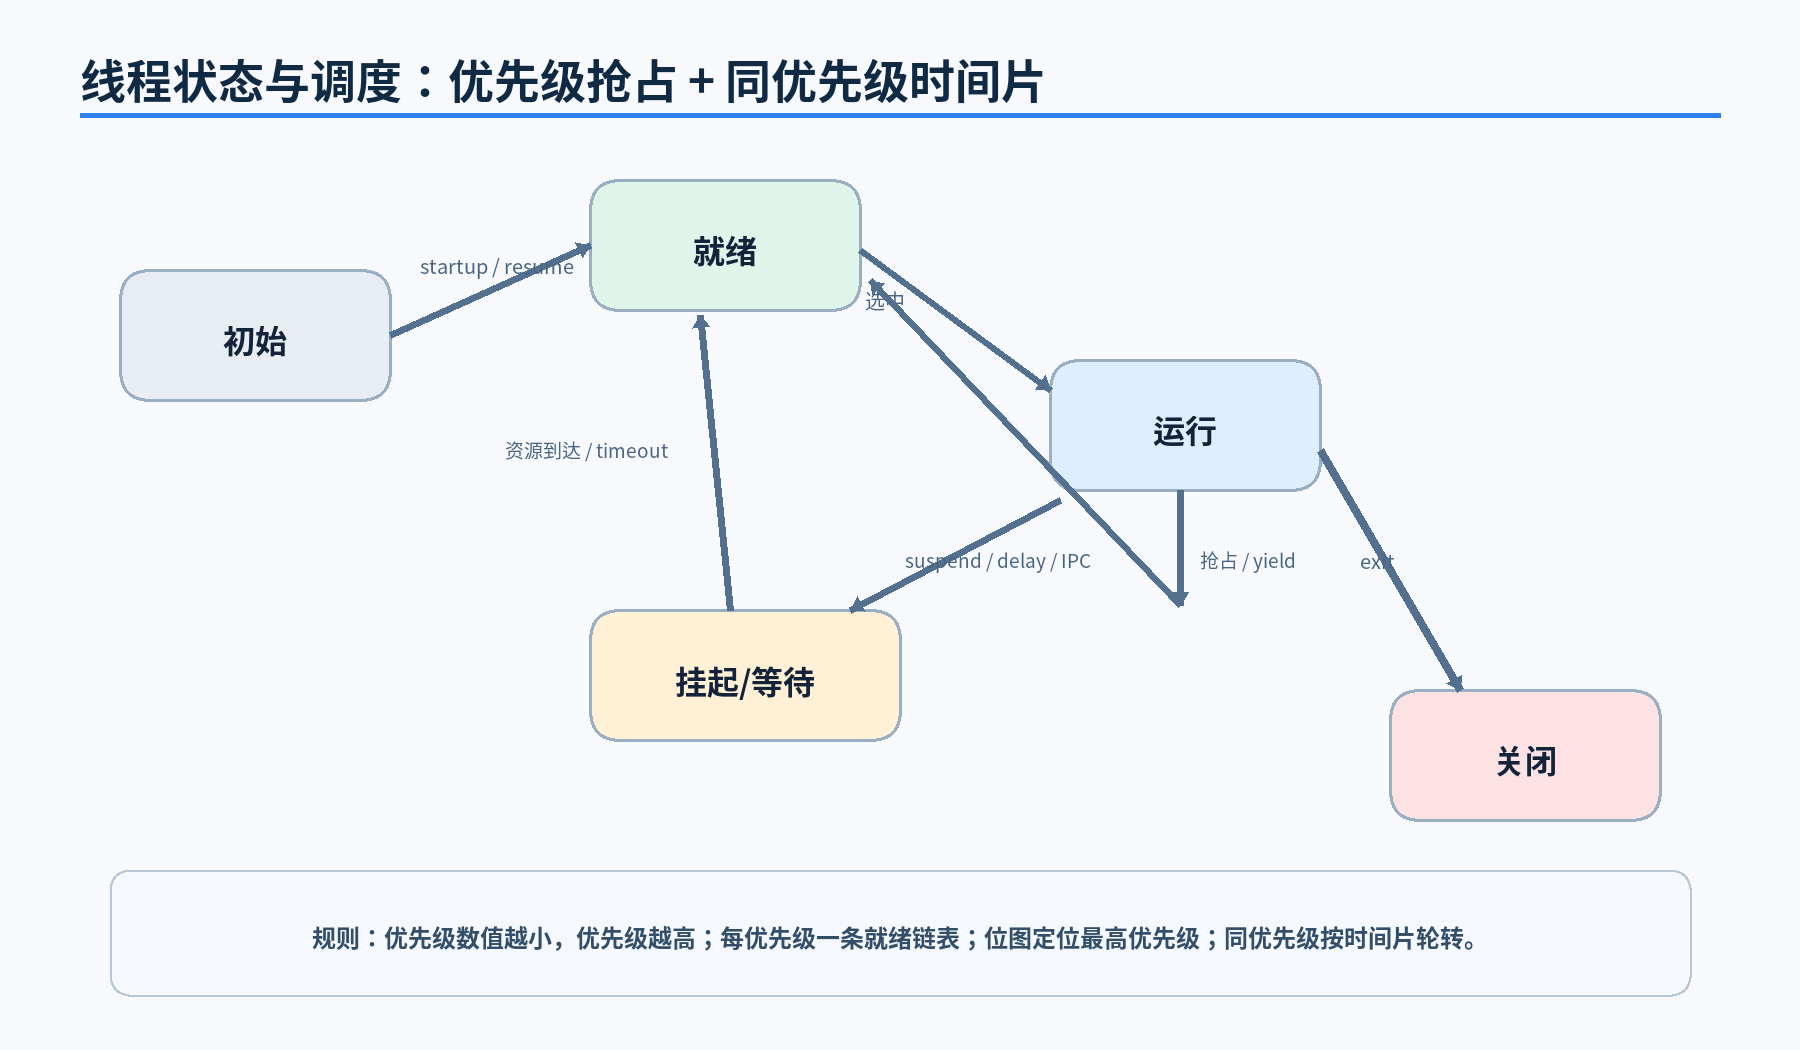 线程状态与调度：优先级抢占 + 同优先级时间片
就绪
startup / resume
选中
初始
运行
资源到达 / timeout
suspend / delay / IPC
抢占 / yield
exit
挂起/等待
关闭
规则：优先级数值越小，优先级越高；每优先级一条就绪链表；位图定位最高优先级；同优先级按时间片轮转。